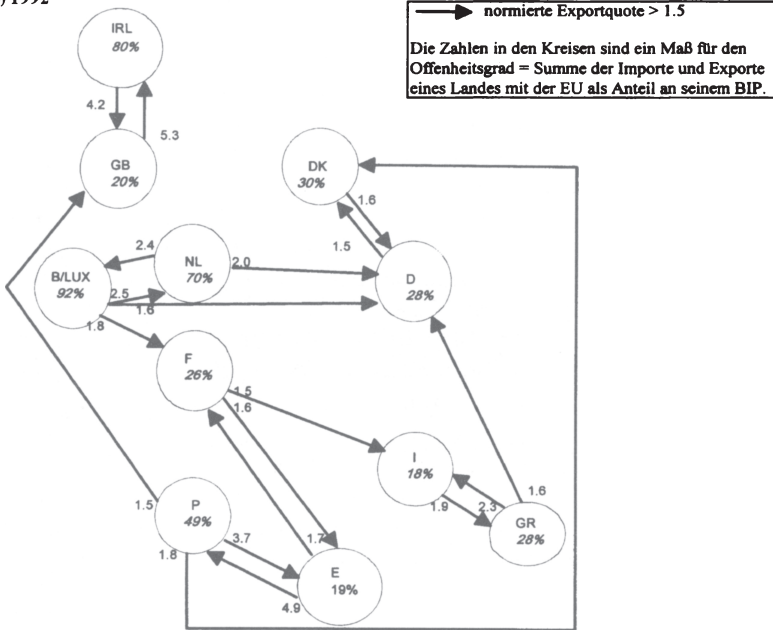 1992
normierte Exportquote > 1.5
Die Zahlen in den Kreisen sind ein Maß für den
Offenheitsgrad = Summe der Importe und Exporte
eines Landes mit der EU als Anteil an seinem BIP.
IRL
80%
4.2
5.3
GB
20%
DK
30%
1.6
1.5
2.4
NL
70%
2.0
B/LUX
92%
2.5
1.6
1.8
D
28%
F
26%
1.5
1.6
I
18%
1.9
2.3
1.6
GR
28%
1.5
P
49%
1.8
3.7
1.7
E
19%
4.9